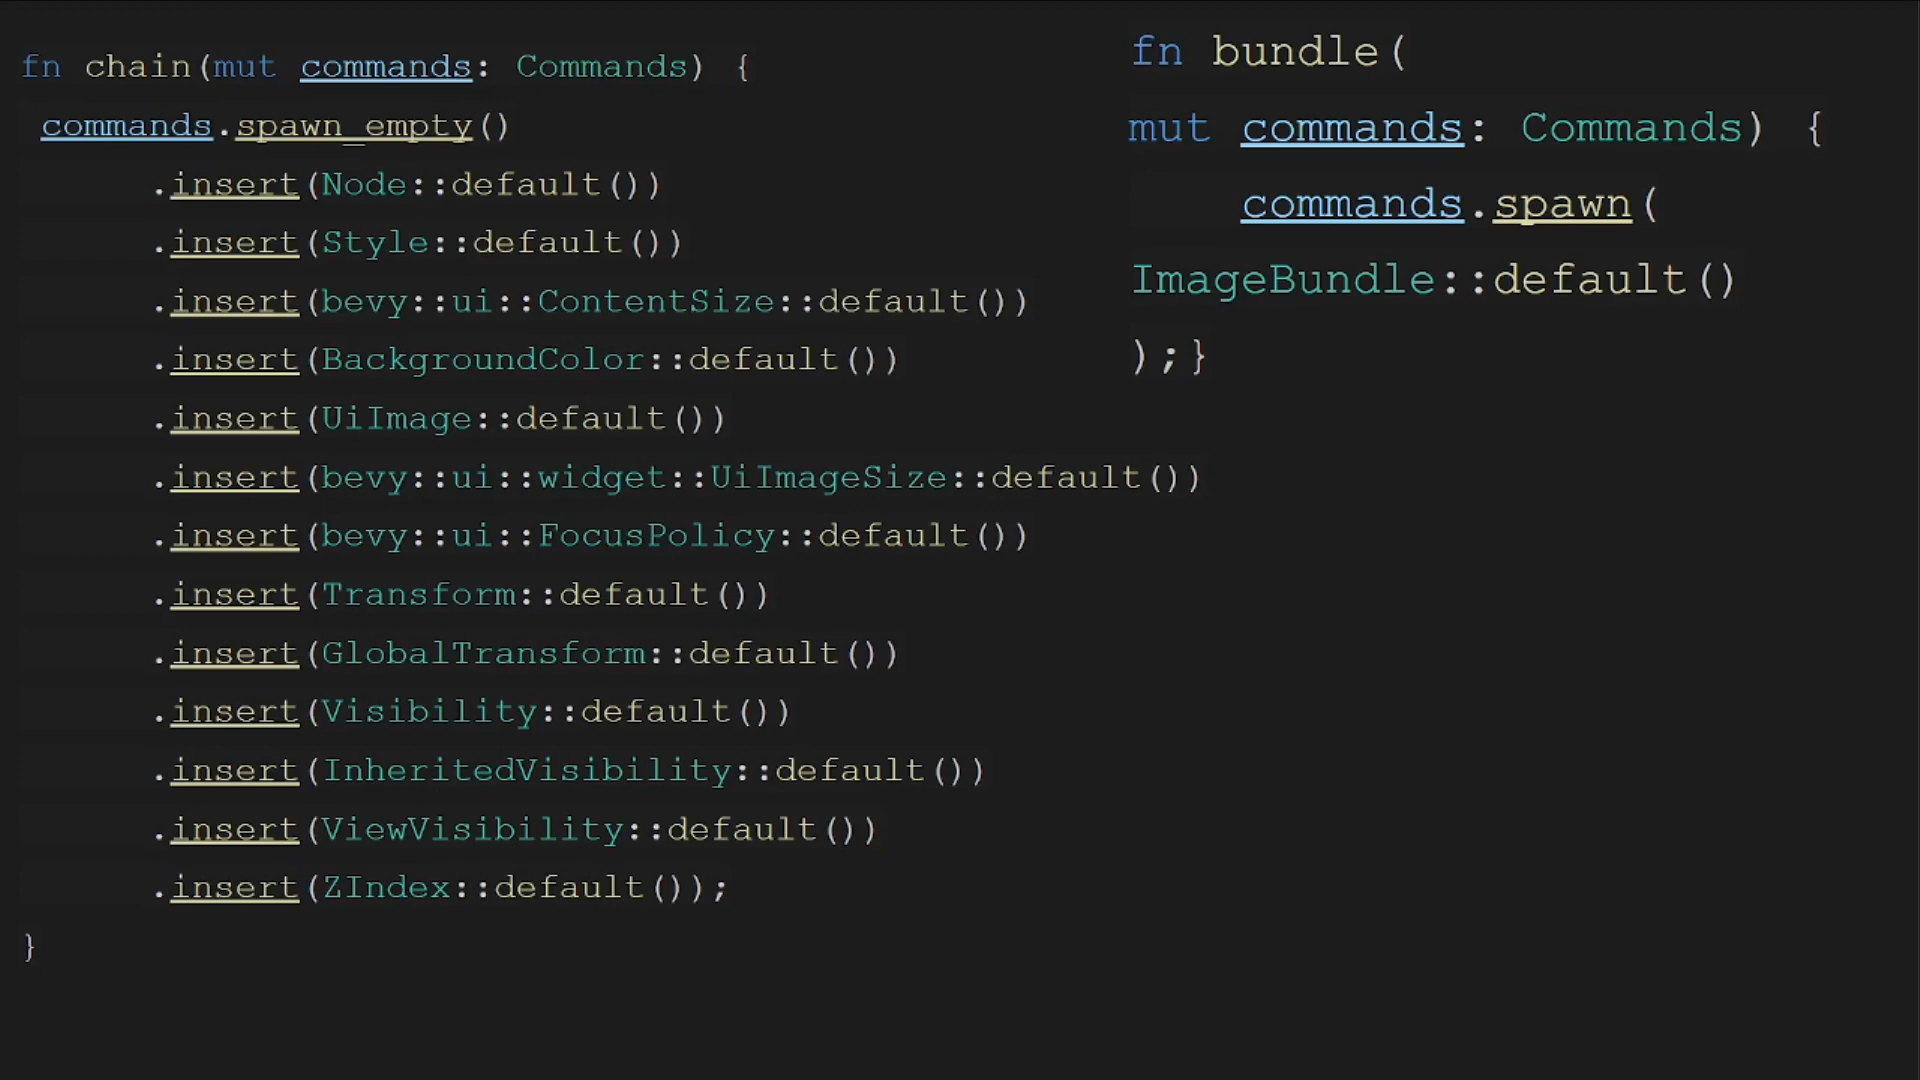 fn chain(mut commands: Commands) {
commands.spawn_empty()
.insert(Node::default())
.insert(Style::default())
.insert(bevy::ui::ContentSize::default())
.insert(BackgroundColor::default())
.insert(UiImage::default())
.insert(bevy::ui::widget::UiImageSize::default())
.insert(bevy::ui::FocusPolicy::default())
.insert(Transform::default())
.insert(GlobalTransform::default())
.insert(Visibility::default())
.insert(InheritedVisibility::default())
.insert(ViewVisibility::default())
.insert(ZIndex::default());
}
fn bundle(
mut commands: Commands) {
commands.spawn(
ImageBundle::default()
);}